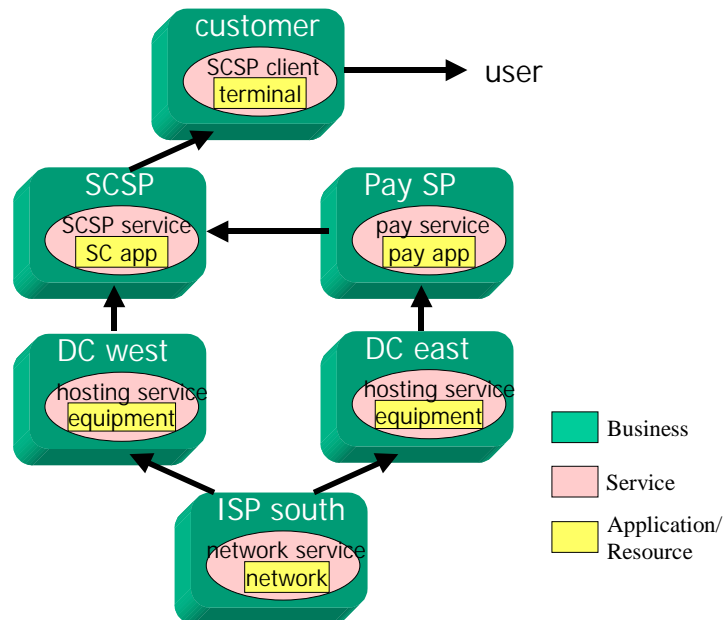 customer
SCSP client
terminal
user
SCSP
SCSP service
SC app
Pay SP
pay service
pay app
DC west
hosting service
equipment
DC east
hosting service
equipment
ISP south
network service
network
Business
Service
Application/
Resource